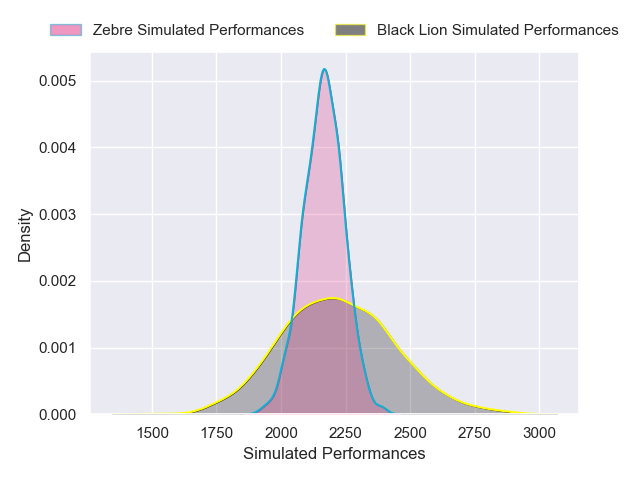 Zebre Simulated Performances
Black Lion Simulated Performances
0.005
0.004
0.003
0.002
0.001
0.000
Density
1500 1750 2000 2250 2500 2750 3000
Simulated Performances